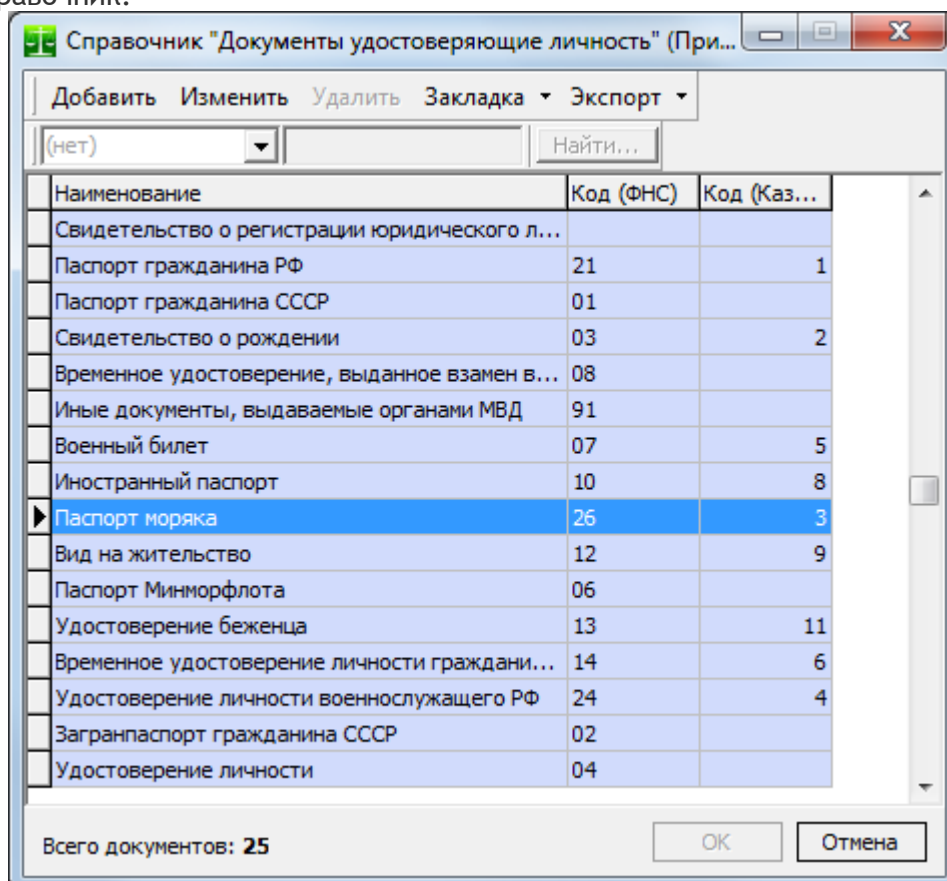 равочник.
Справочник "Документы удостоверяющие личность" (При...
Добавить Изменить Удалить Закладка Экспорт
(нет) Найти...
Наименование Код (ФНС) Код (Каз...
Свидетельство о регистрации юридического л...
Паспорт гражданина РФ 21 1
Паспорт гражданина СССР 01
Свидетельство о рождении 03 2
Временное удостоверение, выданное взамен в... 08
Иные документы, выдаваемые органами МВД 91
Военный билет 07 5
Иностранный паспорт 10 8
Паспорт моряка 26 3
Вид на жительство 12 9
Паспорт Минморфлота 06
Удостоверение беженца 13 11
Временное удостоверение личности граждани... 14 6
Удостоверение личности военнослужащего РФ 24 4
Загранпаспорт гражданина СССР 02
Удостоверение личности 04
Всего документов: 25 OK Отмена